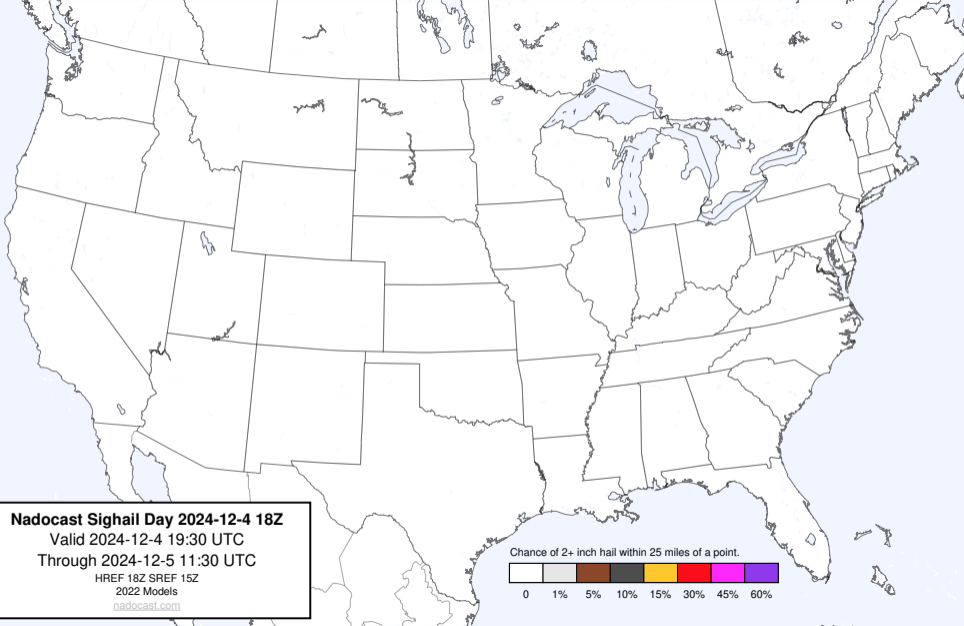 Nadocast Sighail Day 2024-12-4 18Z
Valid 2024-12-4 19:30 UTC
Through 2024-12-5 11:30 UTC
HREF 18Z SREF 15Z
2022 Models
nadocast.com
Chance of 2+ inch hail within 25 miles of a point.
0 1% 5% 10% 15% 30% 45% 60%